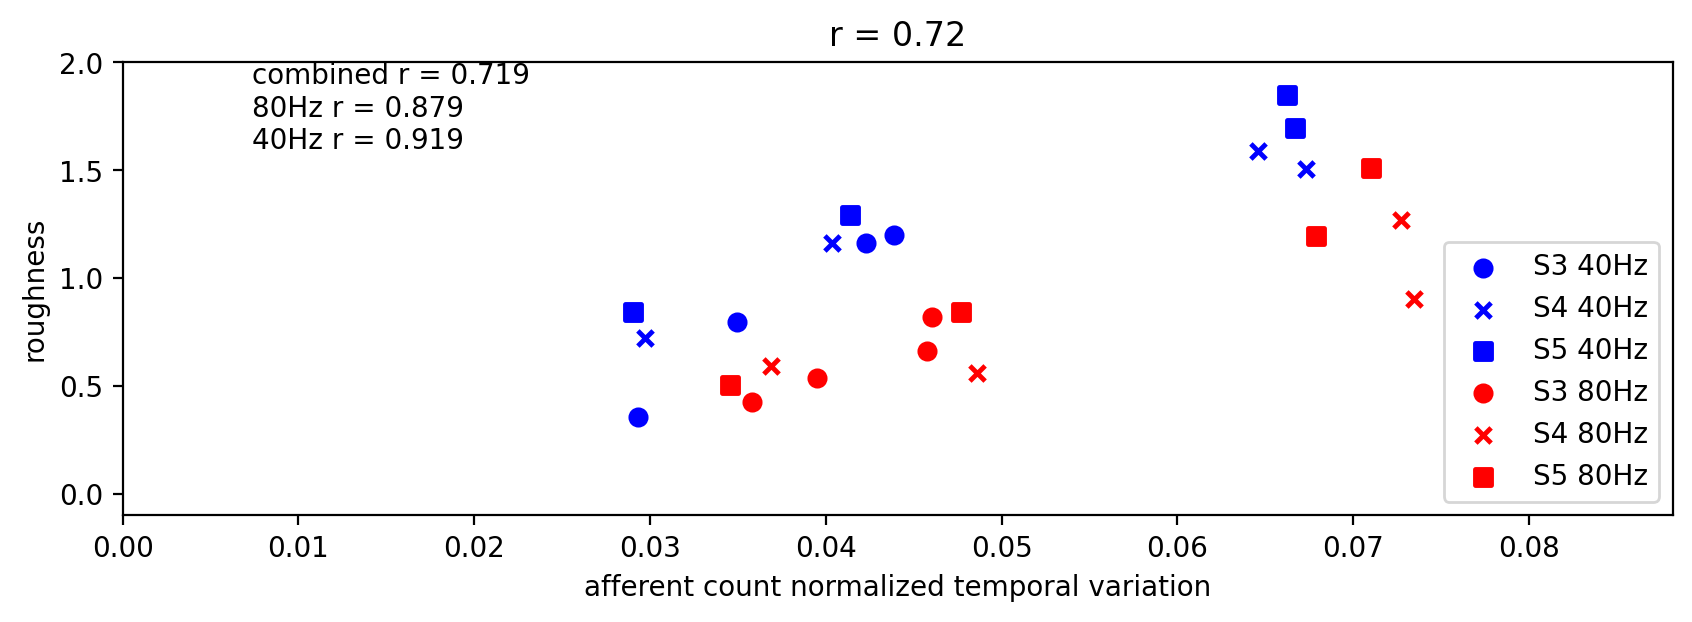 r = 0.72
combined r = 0.719
80Hz r = 0.879
40Hz r = 0.919
2.0
1.5
1.0
0.5
0.0
roughness
0.00 0.01 0.02 0.03 0.04 0.05 0.06 0.07 0.08
afferent count normalized temporal variation
S3 40Hz
S4 40Hz
S5 40Hz
S3 80Hz
S4 80Hz
S5 80Hz